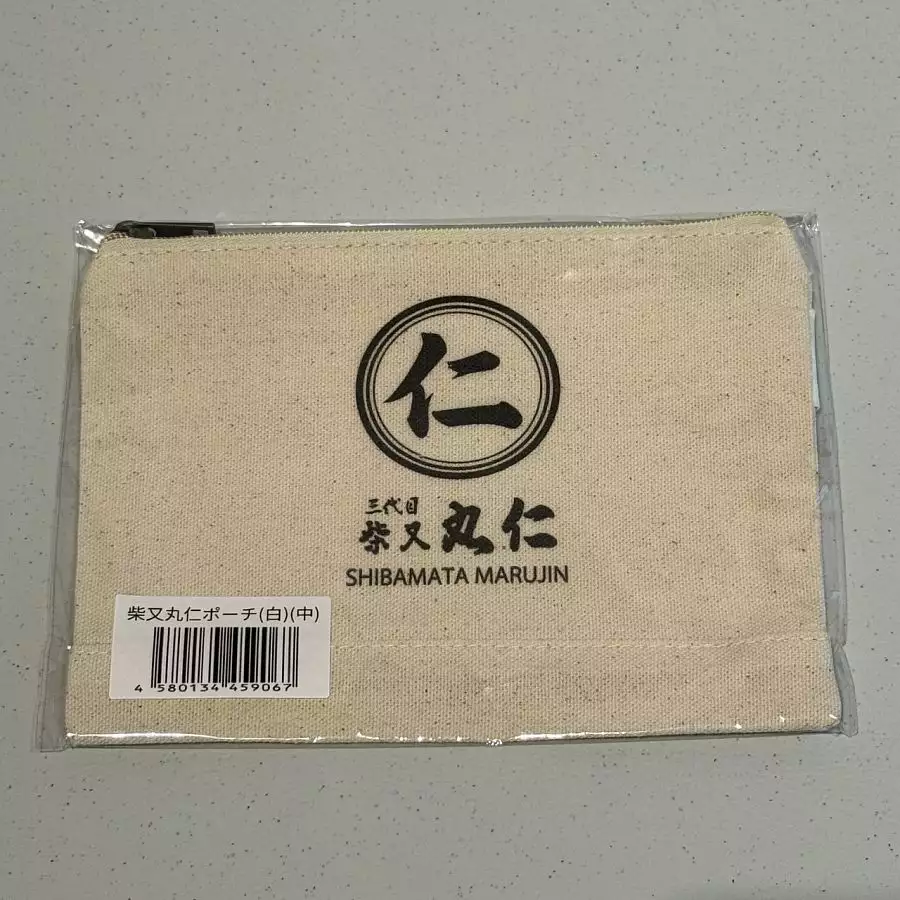 仁
三代目
柴又 丸仁
SHIBAMATA MARUJIN
柴又丸仁ポーチ(白)(中)
4 580134 459067